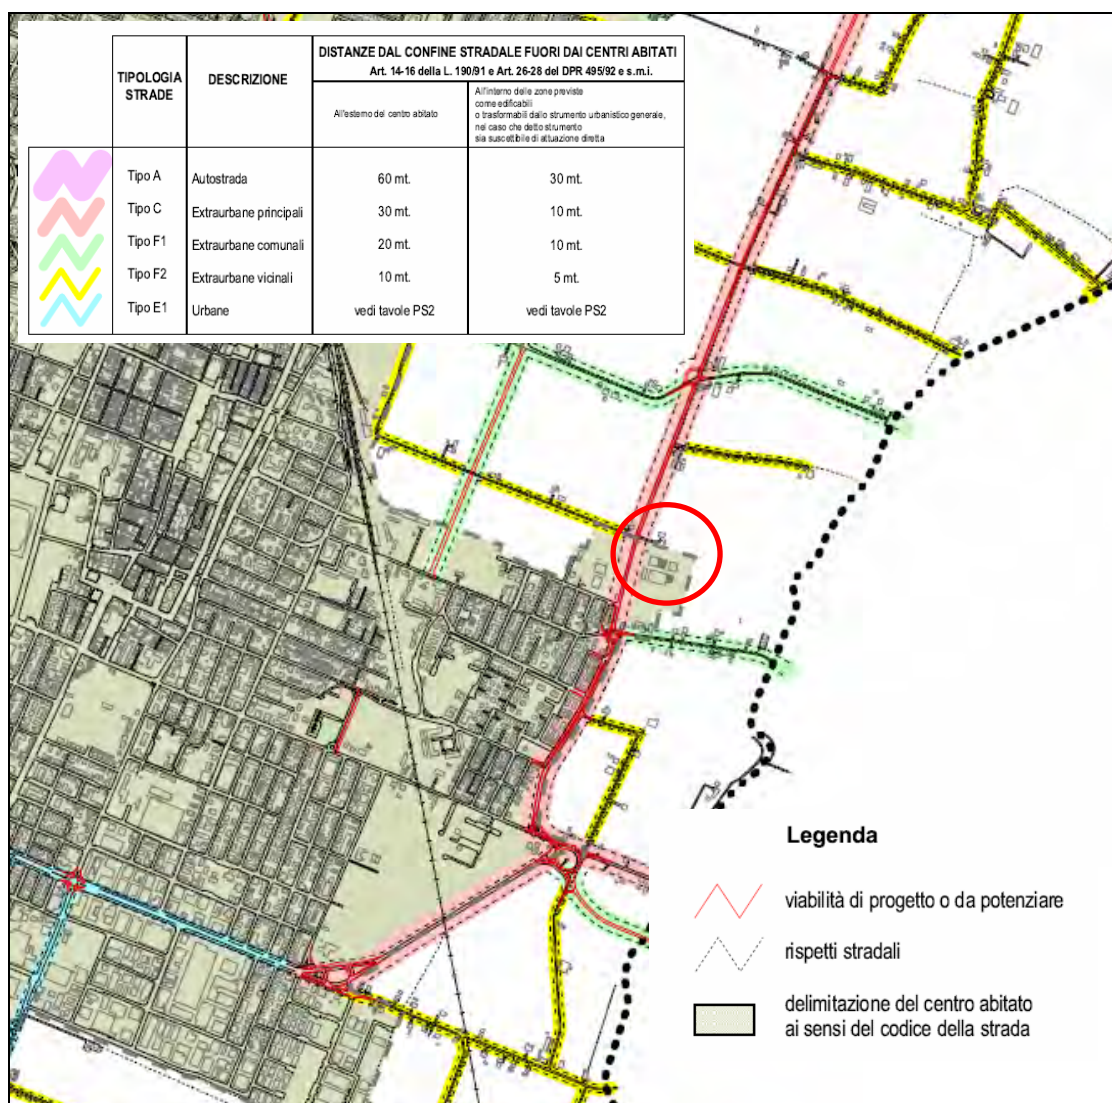 TIPOLOGIA
STRADE
DESCRIZIONE
DISTANZE DAL CONFINE STRADALE FUORI DAI CENTRI ABITATI
Art. 14-16 della L. 190/91 e Art. 26-28 del DPR 495/92 e s.m.i.
All'esterno del centro abitato
All'interno delle zone previste
come edificabili
o trasformabili dallo strumento urbanistico generale,
nel caso che detto strumento
sia suscettibile di attuazione diretta
Tipo A Autostrada 60 mt. 30 mt.
Tipo C Extraurbane principali 30 mt. 10 mt.
Tipo F1 Extraurbane comunali 20 mt. 10 mt.
Tipo F2 Extraurbane vicinali 10 mt. 5 mt.
Tipo E1 Urbane vedi tavole PS2 vedi tavole PS2
Legenda
viabilità di progetto o da potenziare
rispetti stradali
delimitazione del centro abitato
ai sensi del codice della strada